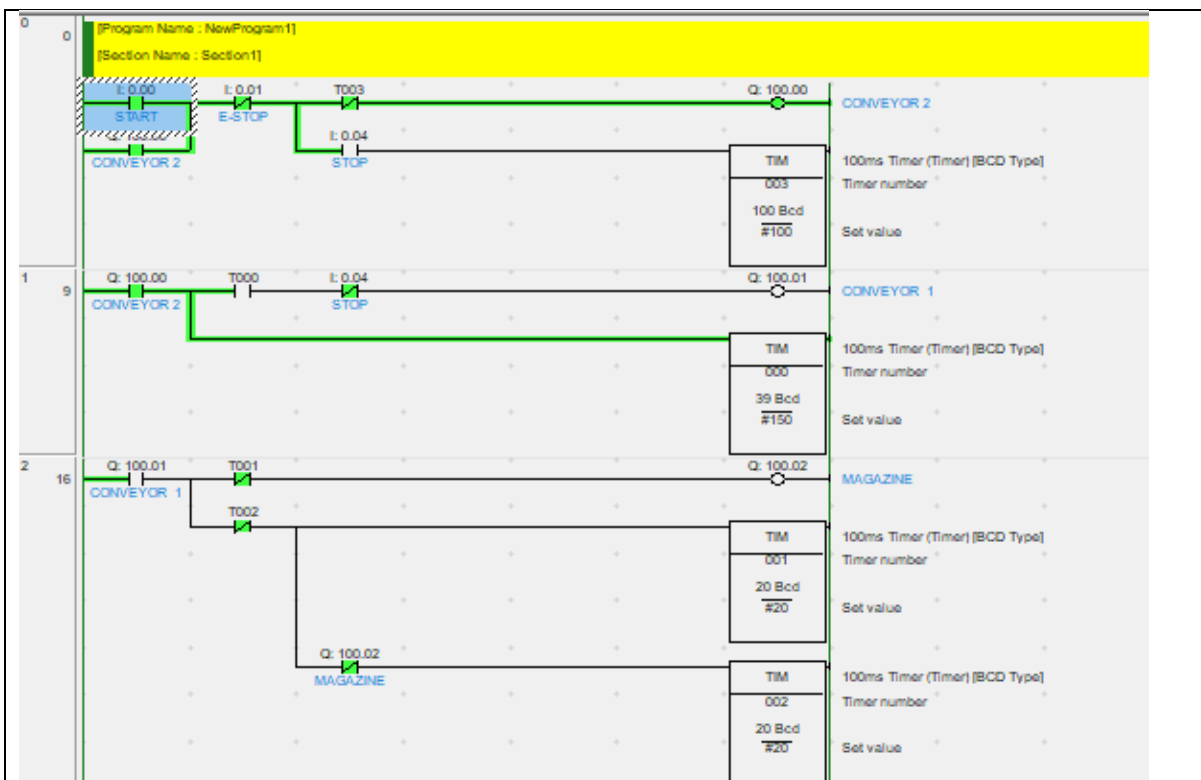 0
0
[Program Name : NewProgram1]
[Section Name : Section1]
I: 0.00 I: 0.01 T003 Q: 100.00
START E-STOP CONVEYOR 2
I: 0.04
CONVEYOR 2 STOP TIM 100ms Timer (Timer) [BCD Type]
003 Timer number
100 Bcd
#100 Set value
1
9
Q: 100.00 T000 I: 0.04 Q: 100.01
CONVEYOR 2 STOP CONVEYOR 1
TIM 100ms Timer (Timer) [BCD Type]
000 Timer number
39 Bcd
#150 Set value
2
16
Q: 100.01 T001 Q: 100.02
CONVEYOR 1 MAGAZINE
T002
TIM 100ms Timer (Timer) [BCD Type]
001 Timer number
20 Bcd
#20 Set value
Q: 100.02
MAGAZINE TIM 100ms Timer (Timer) [BCD Type]
002 Timer number
20 Bcd
#20 Set value